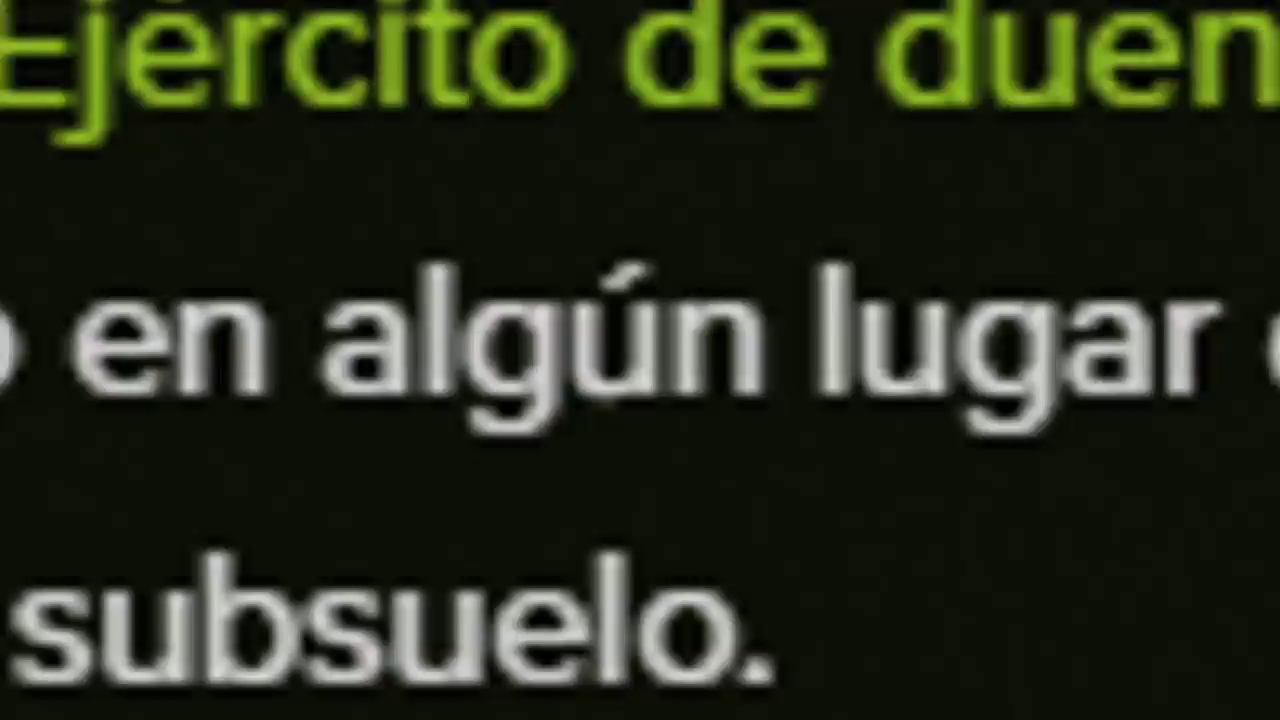 Ejército de duen
en algún lugar
subsuelo.